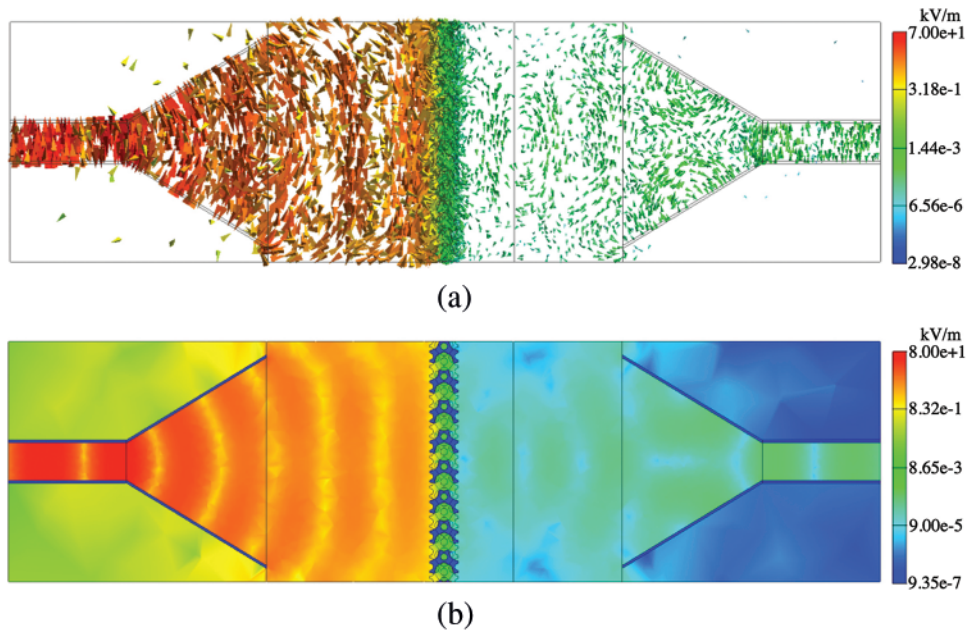 (a)
kV/m
7.00e+1
3.18e-1
1.44e-3
6.56e-6
2.98e-8
(b)
kV/m
8.00e+1
8.32e-1
8.65e-3
9.00e-5
9.35e-7